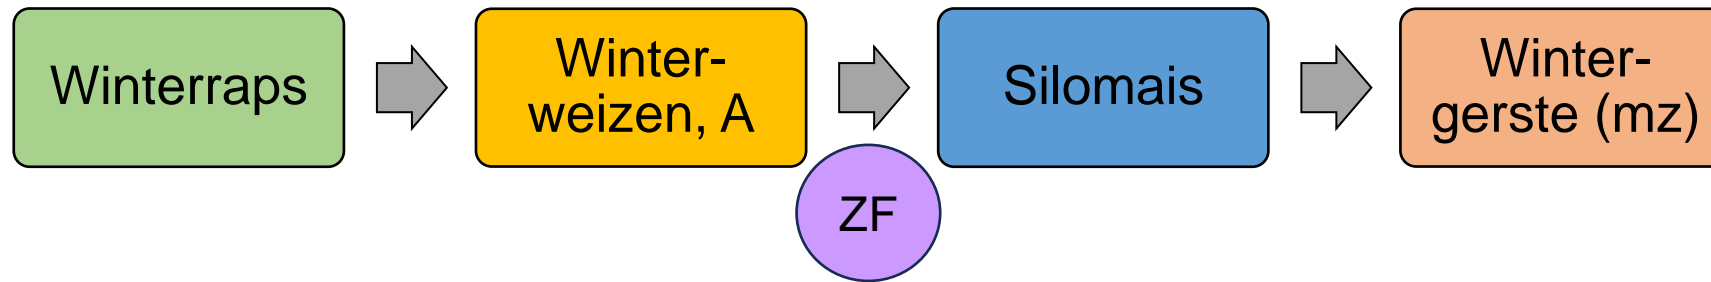 Winterraps
Winter-
weizen, A
Silomais
Winter-
gerste (mz)
ZF